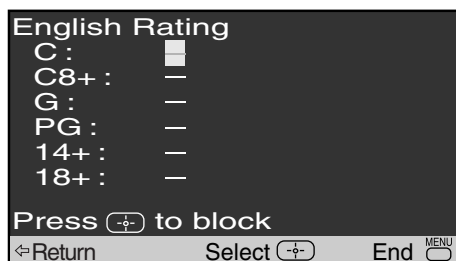 English Rating
C : —
C8+ : —
G : —
PG : —
14+ : —
18+ : —
Press to block
Return Select End MENU